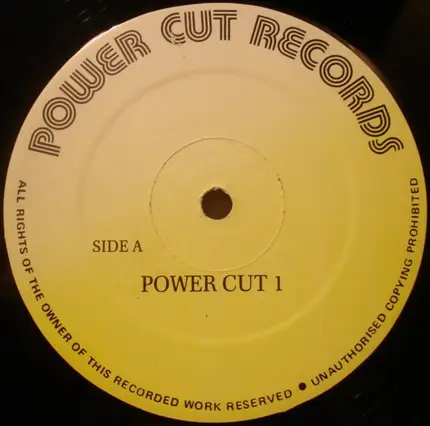 POWER CUT RECORDS
SIDE A
POWER CUT 1
ALL RIGHTS OF THE OWNER OF THIS RECORDED WORK RESERVED ● UNAUTHORISED COPYING PROHIBITED